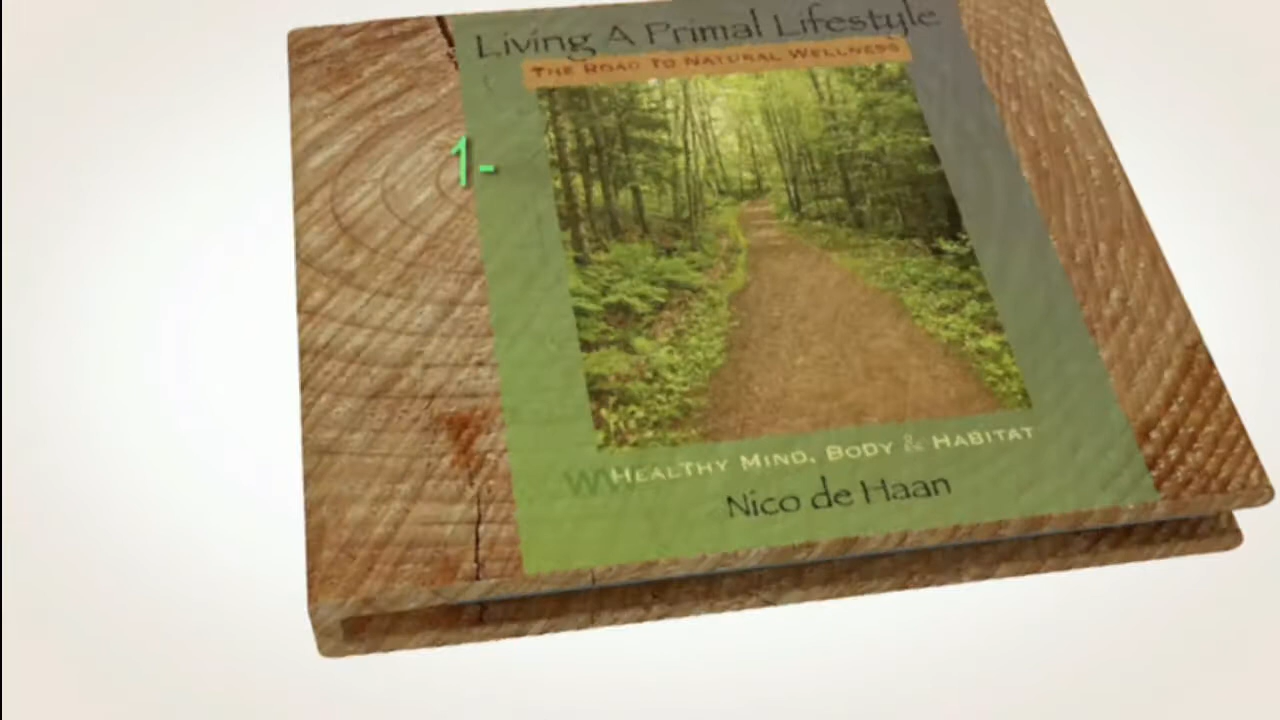 Living A Primal Lifestyle
The Road To Natural Wellness
1-
W
Healthy Mind, Body & Habitat
Nico de Haan